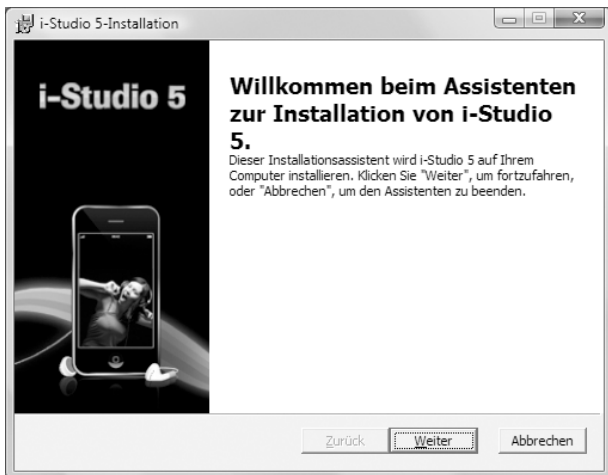 i-Studio 5-Installation
i-Studio 5
Willkommen beim Assistenten
zur Installation von i-Studio
5.
Dieser Installationsassistent wird i-Studio 5 auf Ihrem
Computer installieren. Klicken Sie "Weiter", um fortzufahren,
oder "Abbrechen", um den Assistenten zu beenden.
Zurück
Weiter
Abbrechen